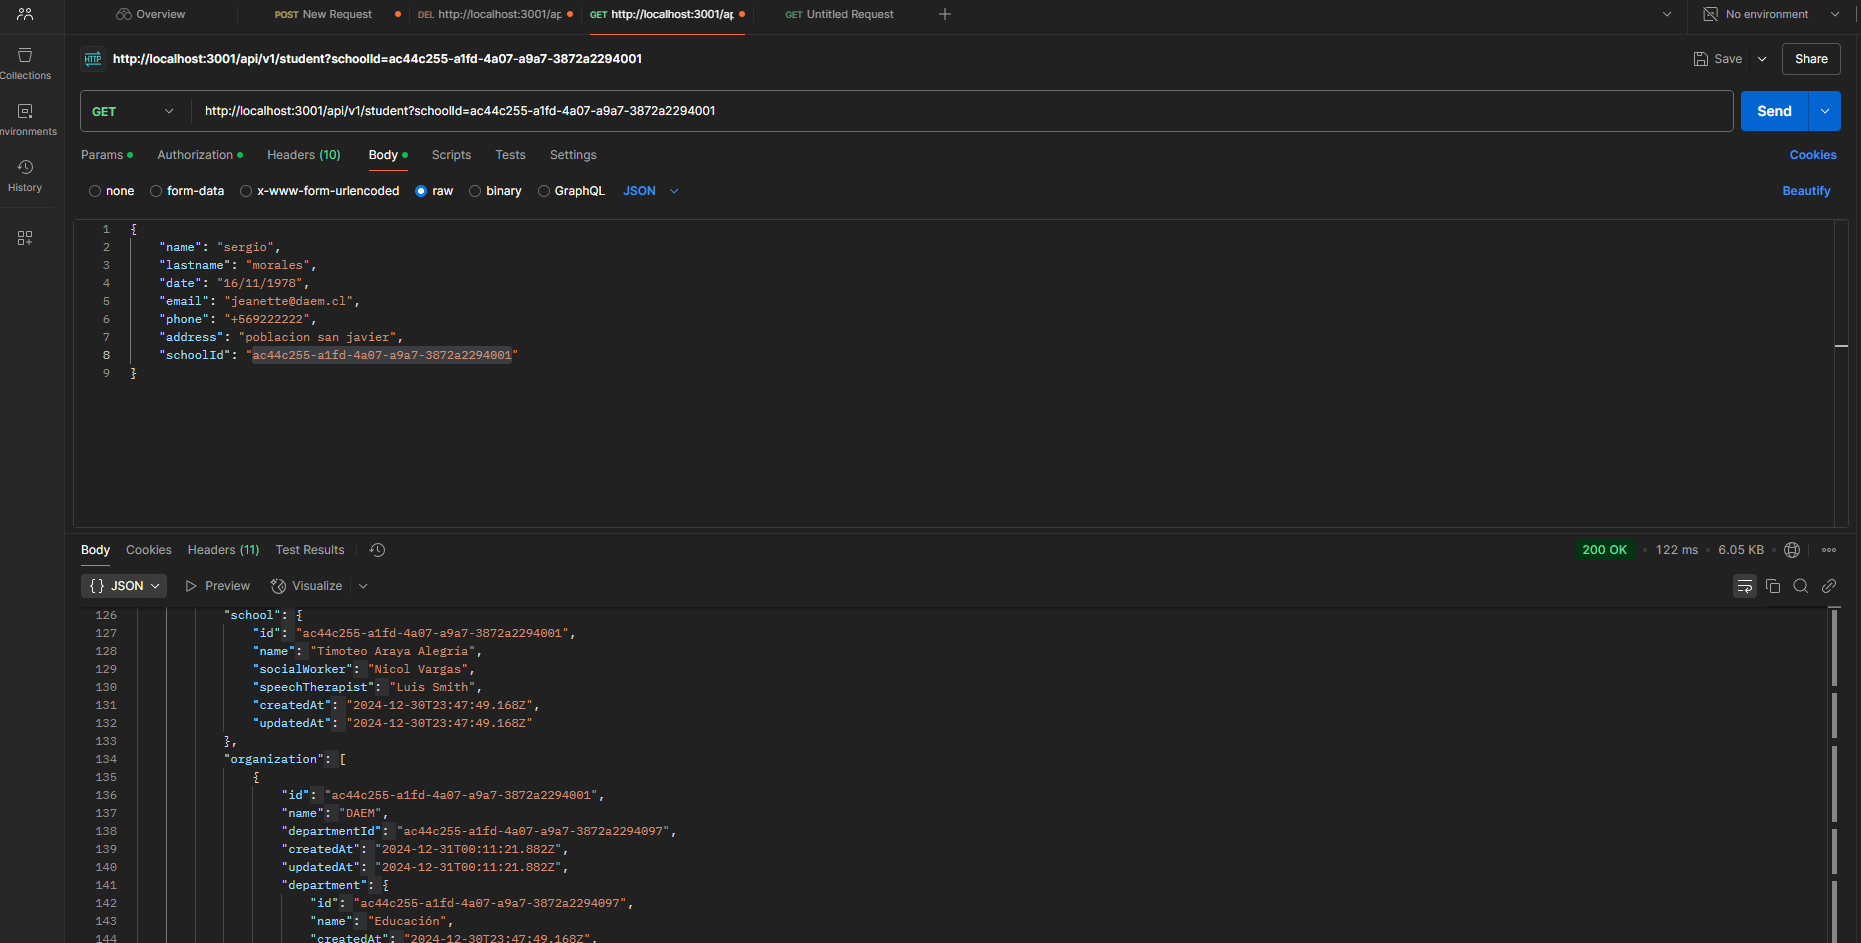 Overview
POST New Request
DEL http://localhost:3001/ap
GET http://localhost:3001/ap
GET Untitled Request
No environment
Collections
nvironments
History
HTTP http://localhost:3001/api/v1/student?schoolId=ac44c255-a1fd-4a07-a9a7-3872a2294001
Save
Share
GET http://localhost:3001/api/v1/student?schoolId=ac44c255-a1fd-4a07-a9a7-3872a2294001
Send
Params Authorization Headers (10) Body Scripts Tests Settings
Cookies
none form-data x-www-form-urlencoded raw binary GraphQL JSON
Beautify
1 {
2 "name": "sergio",
3 "lastname": "morales",
4 "date": "16/11/1978",
5 "email": "jeanette@daem.cl",
6 "phone": "+569222222",
7 "address": "poblacion san javier",
8 "schoolId": "ac44c255-a1fd-4a07-a9a7-3872a2294001"
9 }
Body Cookies Headers (11) Test Results
200 OK • 122 ms • 6.05 KB
{} JSON Preview Visualize
126 "school": {
127 "id": "ac44c255-a1fd-4a07-a9a7-3872a2294001",
128 "name": "Timoteo Araya Alegría",
129 "socialWorker": "Nicol Vargas",
130 "speechTherapist": "Luis Smith",
131 "createdAt": "2024-12-30T23:47:49.168Z",
132 "updatedAt": "2024-12-30T23:47:49.168Z"
133 },
134 "organization": [
135 {
136 "id": "ac44c255-a1fd-4a07-a9a7-3872a2294001",
137 "name": "DAEM",
138 "departmentId": "ac44c255-a1fd-4a07-a9a7-3872a2294097",
139 "createdAt": "2024-12-31T00:11:21.882Z",
140 "updatedAt": "2024-12-31T00:11:21.882Z",
141 "department": {
142 "id": "ac44c255-a1fd-4a07-a9a7-3872a2294097",
143 "name": "Educación",
144 "createdAt": "2024-12-30T23:47:49.168Z",